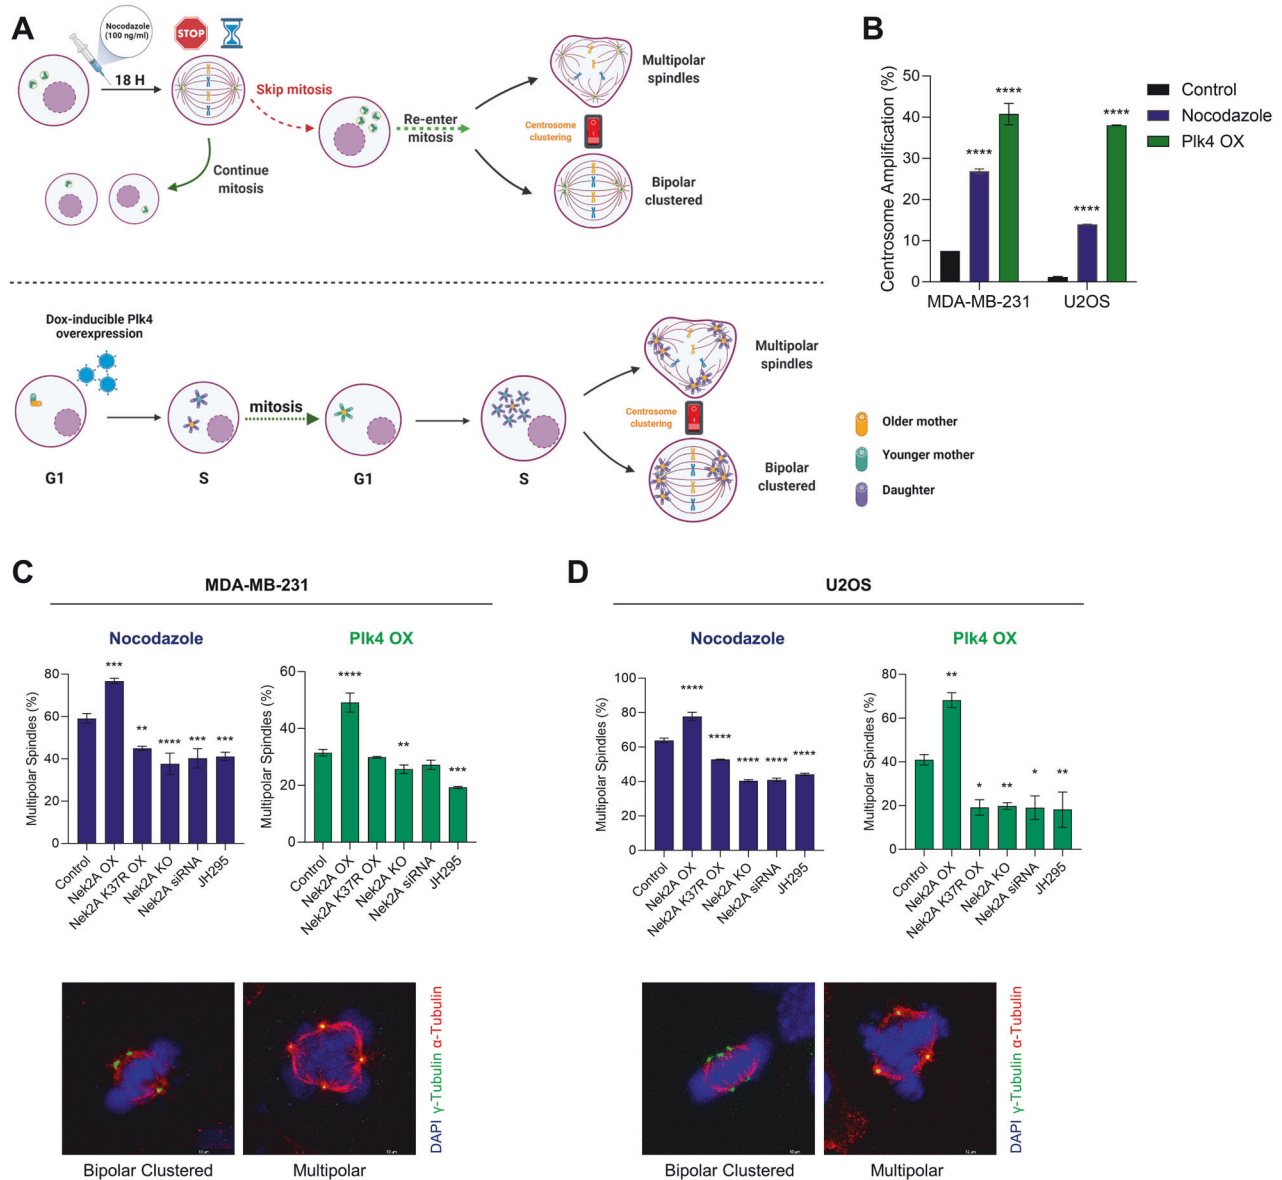 A
Nocodazole
(100 ng/ml)
STOP
18 H
Skip mitosis
Continue
mitosis
Re-enter
mitosis
Multipolar
spindles
Centrosome
clustering
Bipolar
clustered
Dox-inducible Plk4
overexpression
mitosis
G1
S
G1
S
Multipolar
spindles
Centrosome
clustering
Bipolar
clustered
Older mother
Younger mother
Daughter
B
Centrosome Amplification (%)
50
40
30
20
10
0
****
****
****
****
MDA-MB-231
U2OS
Control
Nocodazole
Plk4 OX
C
MDA-MB-231
Nocodazole
Multipolar Spindles (%)
80
60
40
20
0
***
**
****
***
***
Control
Nek2A OX
Nek2A K37R OX
Nek2A KO
Nek2A siRNA
JH295
Plk4 OX
Multipolar Spindles (%)
60
40
20
0
****
**
***
Control
Nek2A OX
Nek2A K37R OX
Nek2A KO
Nek2A siRNA
JH295
Bipolar Clustered
Multipolar
DAPI γ-Tubulin α-Tubulin
D
U2OS
Nocodazole
Multipolar Spindles (%)
100
80
60
40
20
0
****
****
****
****
****
Control
Nek2A OX
Nek2A K37R OX
Nek2A KO
Nek2A siRNA
JH295
Plk4 OX
Multipolar Spindles (%)
80
60
40
20
0
**
*
**
*
**
Control
Nek2A OX
Nek2A K37R OX
Nek2A KO
Nek2A siRNA
JH295
Bipolar Clustered
Multipolar
DAPI γ-Tubulin α-Tubulin